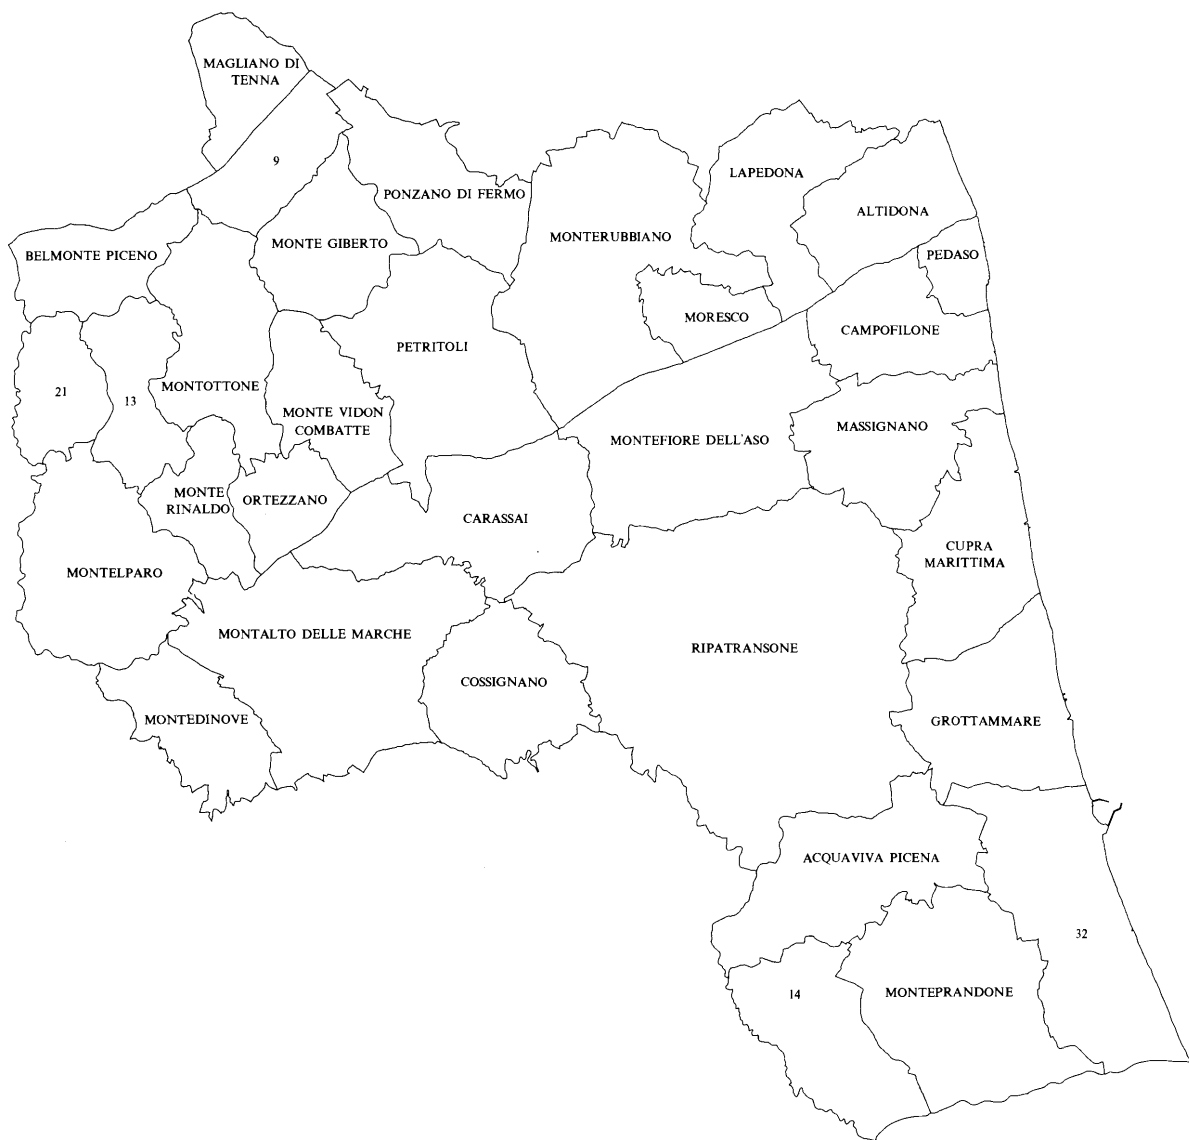 MAGLIANO DI
TENNA
9
PONZANO DI FERMO
LAPEDONA
ALTIDONA
MONTERUBBIANO
MONTE GIBERTO
BELMONTE PICENO
PEDASO
MORESCO
CAMPOFILONE
PETRITOLI
21
13
MONTOTTONE
MONTE VIDON
COMBATTE
MONTEFIORE DELL'ASO
MASSIGNANO
MONTE
RINALDO
ORTEZZANO
CARASSAI
CUPRA
MARITTIMA
MONTELPARO
MONTALTO DELLE MARCHE
RIPATRANSONE
COSSIGNANO
MONTEDINOVE
GROTTAMMARE
ACQUAVIVA PICENA
32
14
MONTEPRANDONE